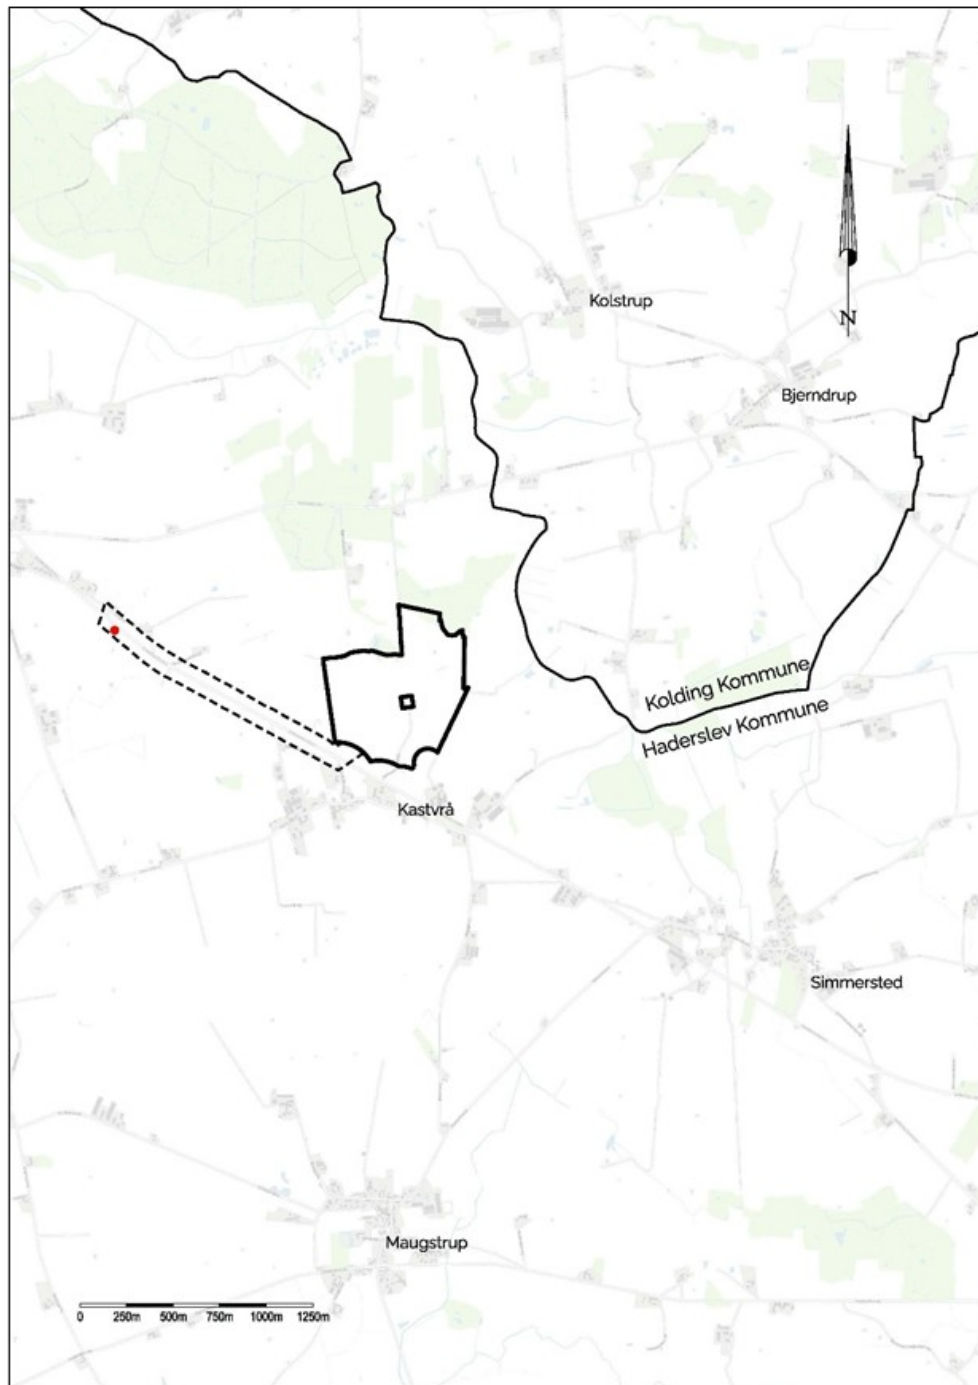 Kolstrup
N
Bjerndrup
Kolding Kommune
Haderslev Kommune
Kastvrå
Simmersted
Maugstrup
0 250m 500m 750m 1000m 1250m